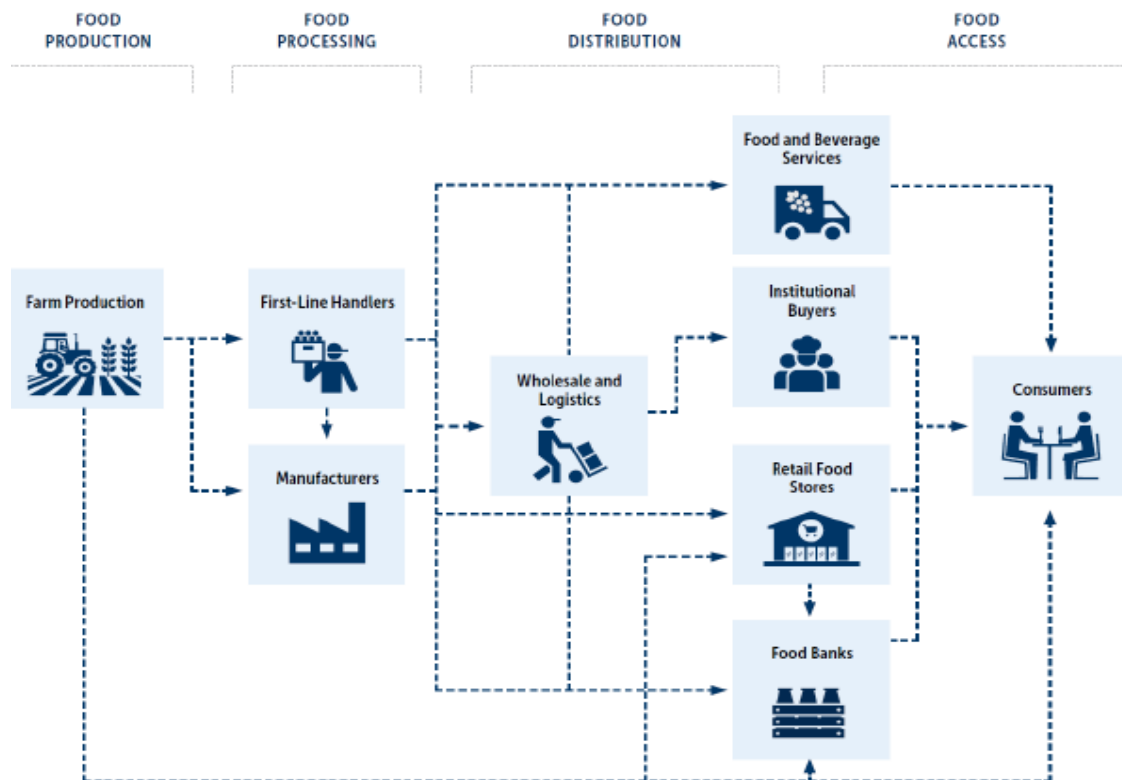 FOOD
PRODUCTION
FOOD
PROCESSING
FOOD
DISTRIBUTION
FOOD
ACCESS
Food and Beverage
Services
Farm Production
First-Line Handlers
Institutional
Buyers
Wholesale and
Logistics
Consumers
Manufacturers
Retail Food
Stores
Food Banks